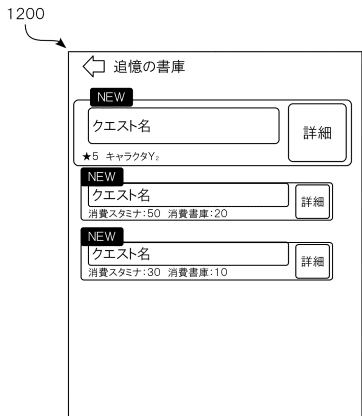 1200
追憶の書庫
NEW
クエスト名
詳細
★5 キャラクタY₂
NEW
クエスト名
詳細
消費スタミナ:50 消費書庫:20
NEW
クエスト名
詳細
消費スタミナ:30 消費書庫:10